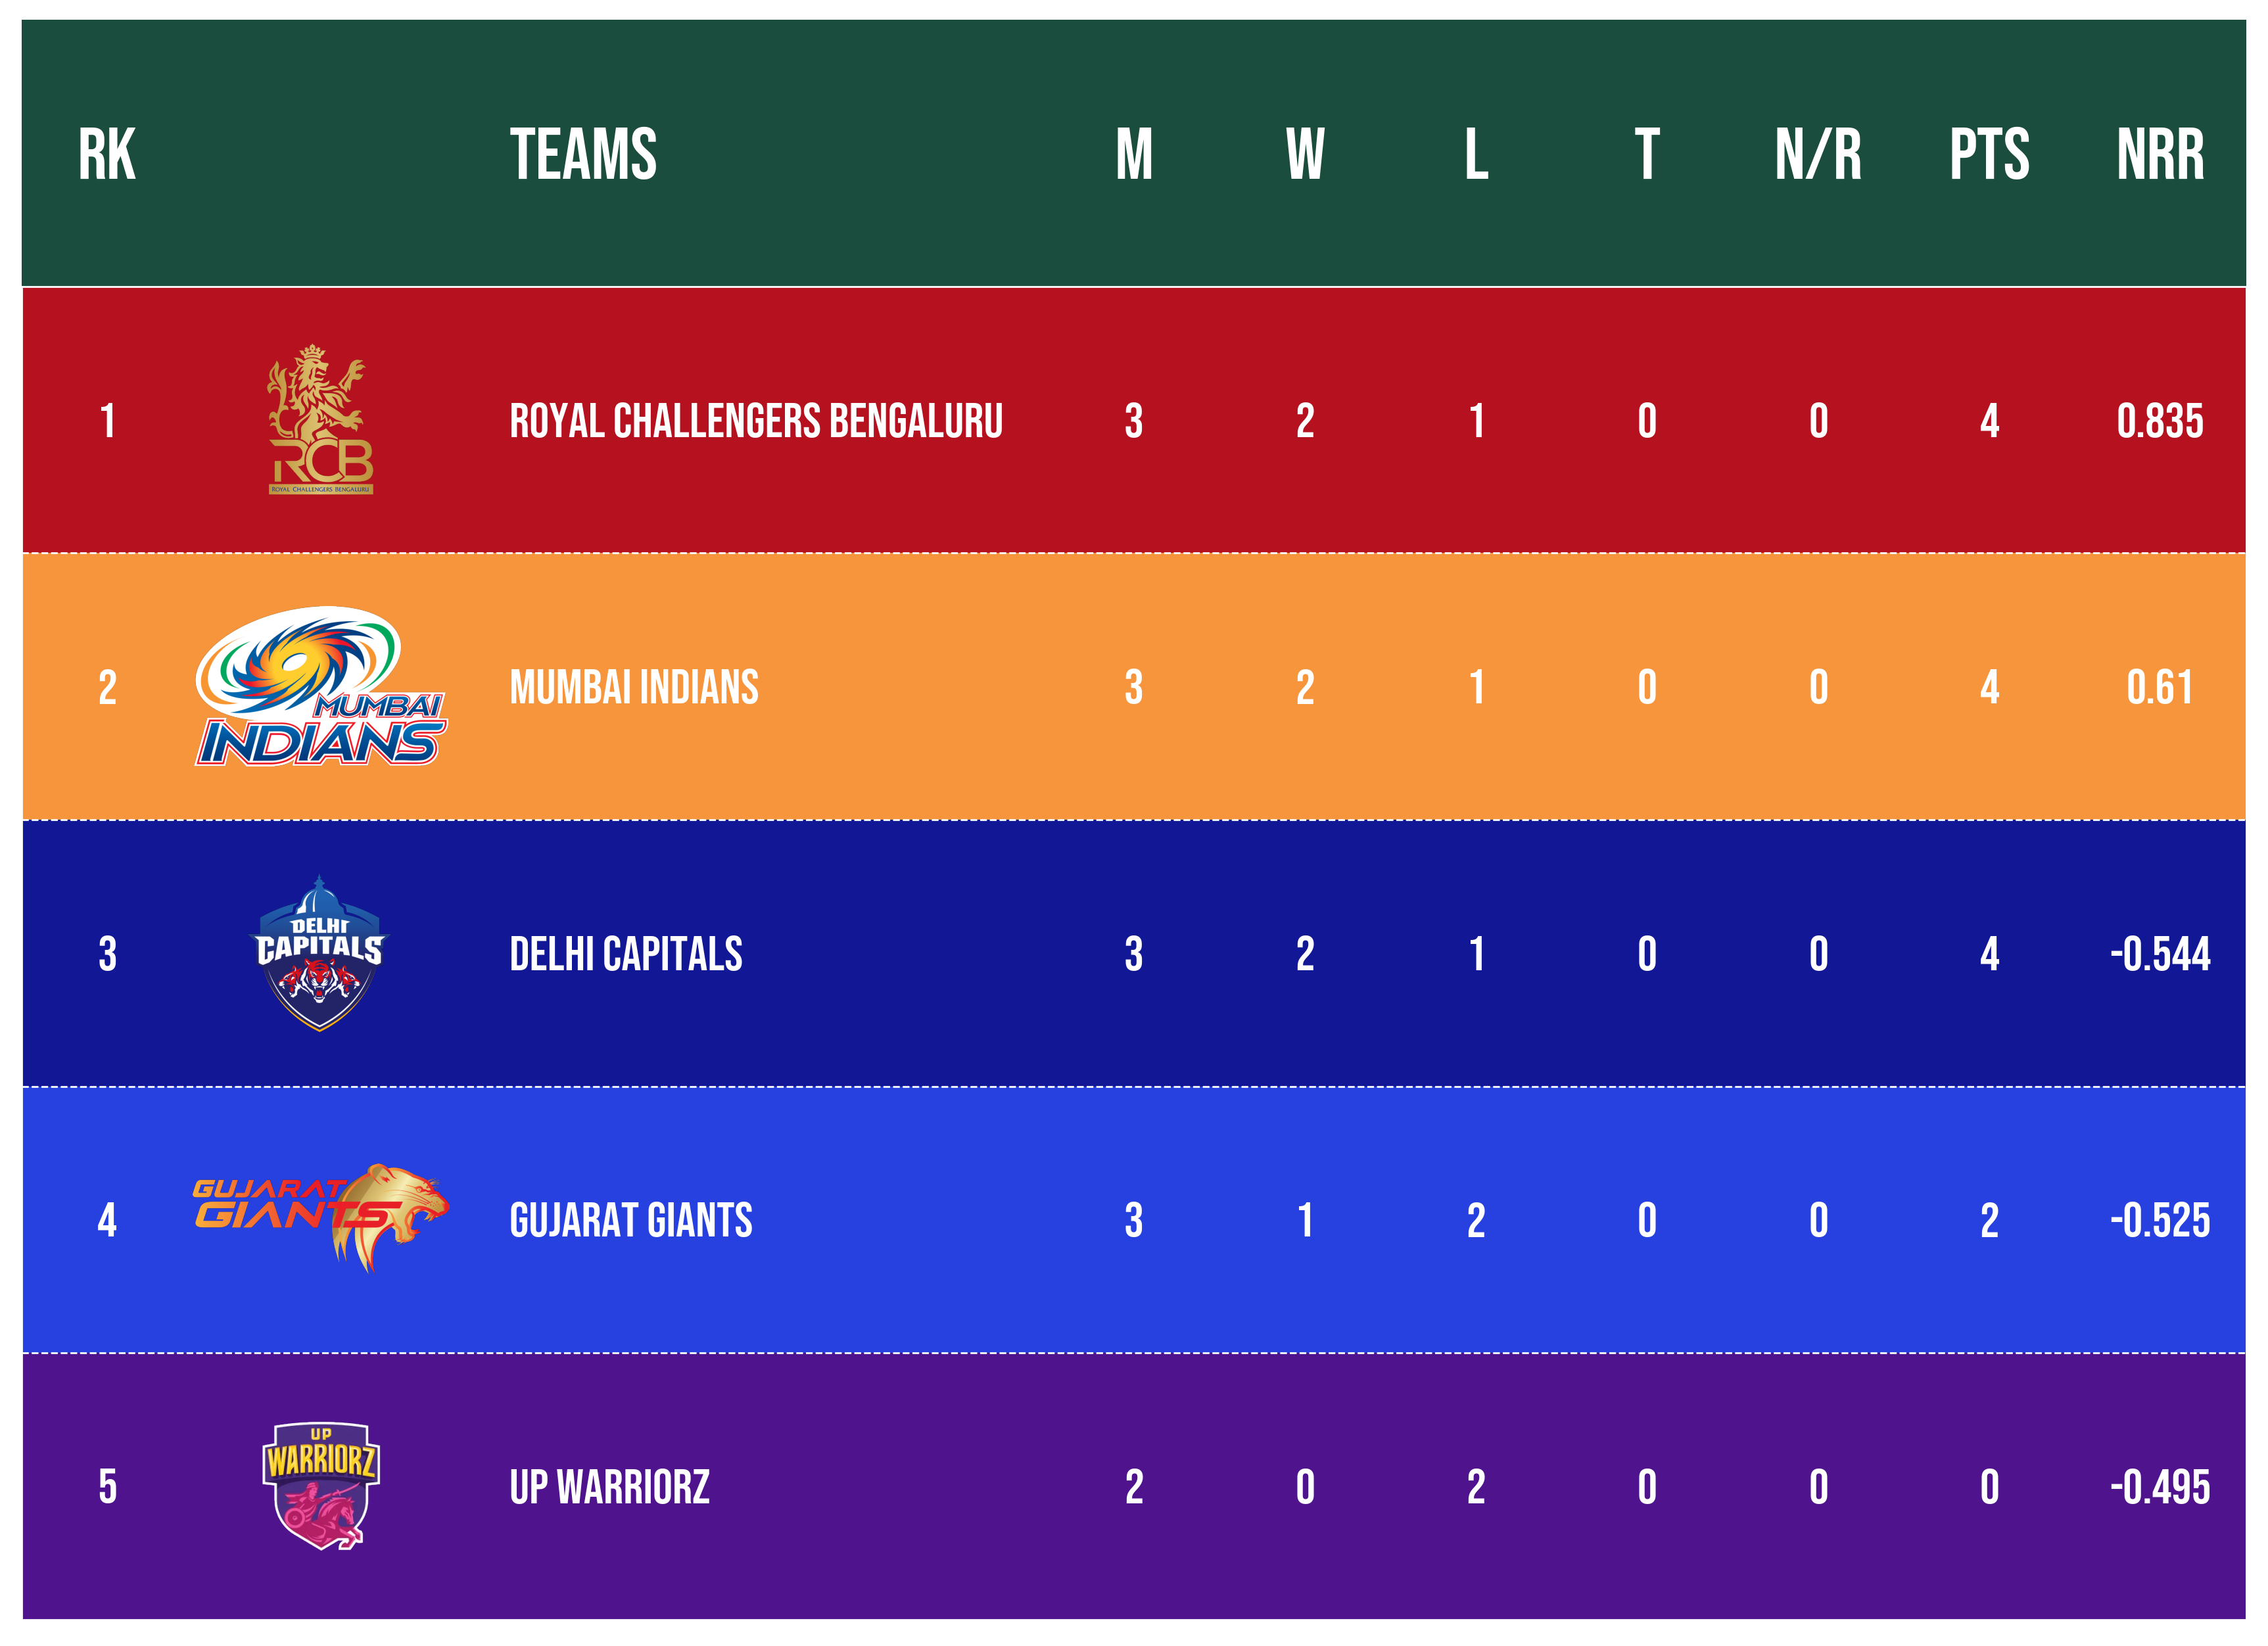 RK TEAMS M W L T N/R PTS NRR
1 RCB ROYAL CHALLENGERS BENGALURU ROYAL CHALLENGERS BENGALURU 3 2 1 0 0 4 0.835
2 MUMBAI INDIANS MUMBAI INDIANS 3 2 1 0 0 4 0.61
3 DELHI CAPITALS DELHI CAPITALS 3 2 1 0 0 4 -0.544
4 GUJARAT GIANTS GUJARAT GIANTS 3 1 2 0 0 2 -0.525
5 UP WARRIORZ UP WARRIORZ 2 0 2 0 0 0 -0.495